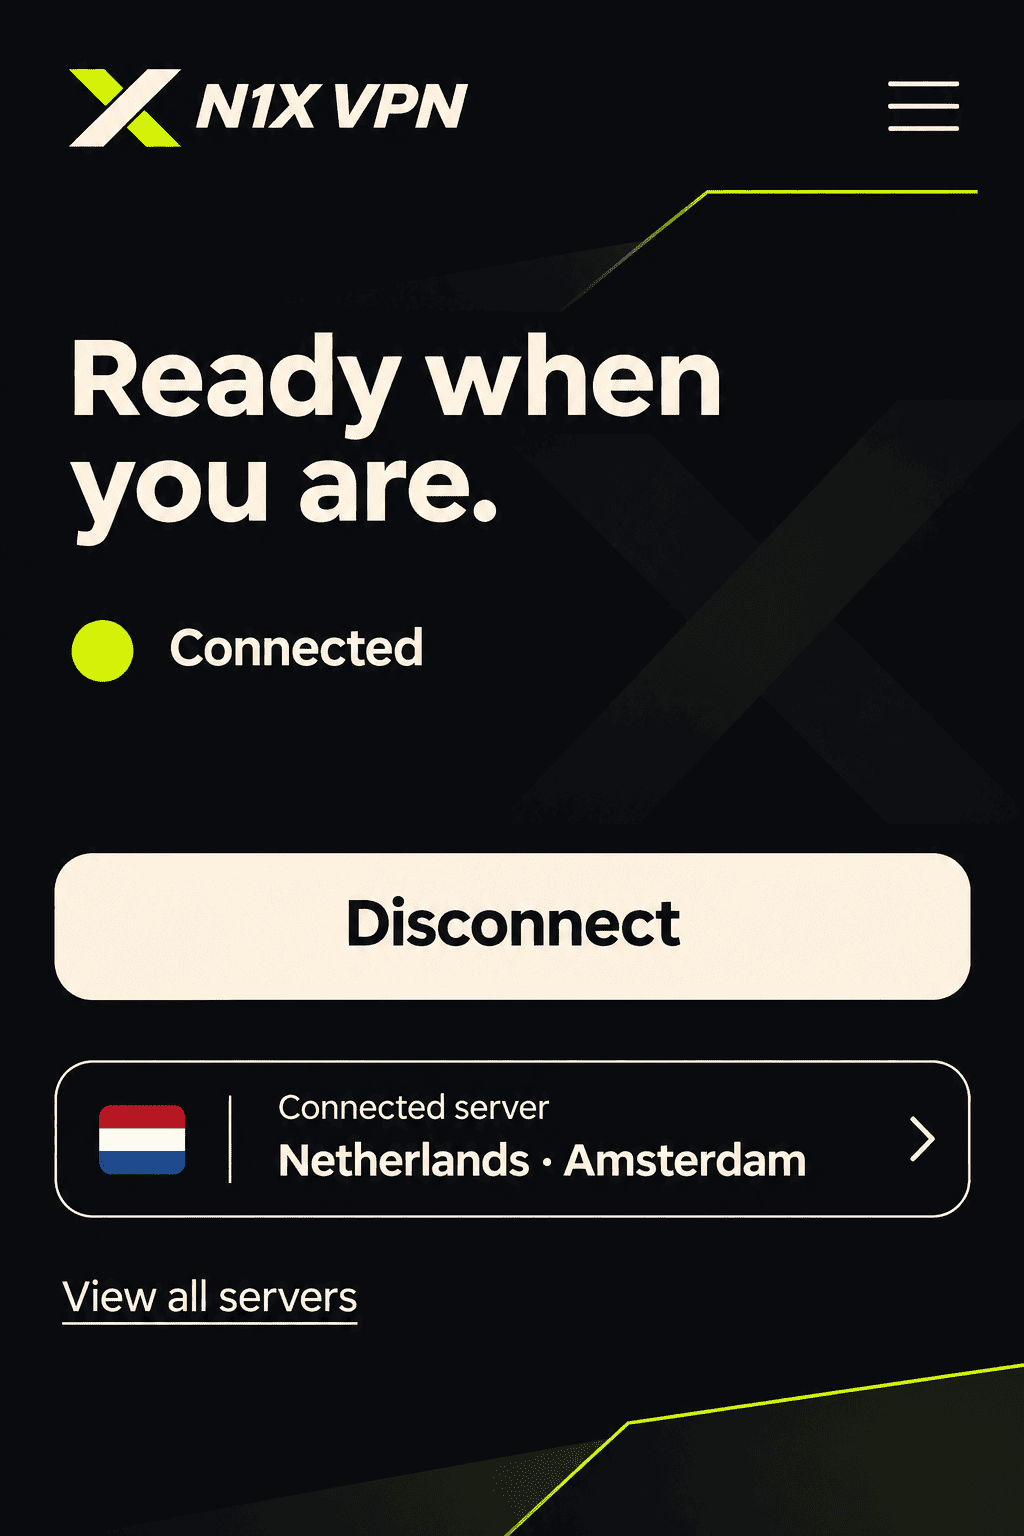 N1X VPN
Ready when
you are.
Connected
Disconnect
Connected server
Netherlands · Amsterdam
View all servers